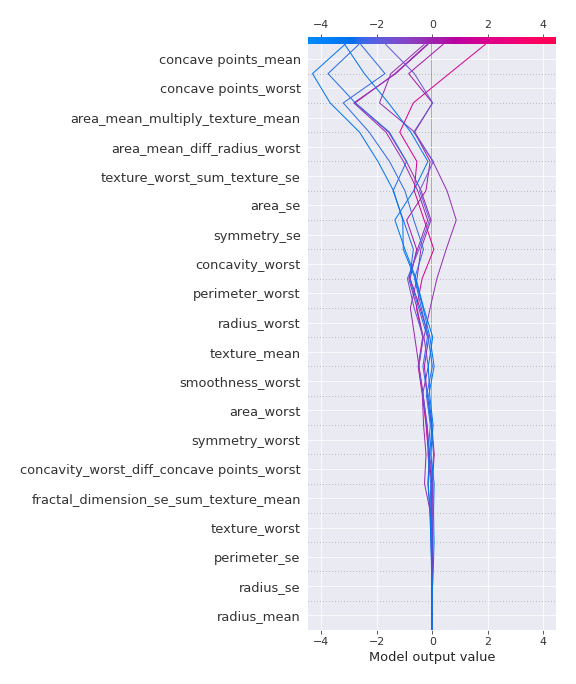 −4 −2 0 2 4
concave points_mean
concave points_worst
area_mean_multiply_texture_mean
area_mean_diff_radius_worst
texture_worst_sum_texture_se
area_se
symmetry_se
concavity_worst
perimeter_worst
radius_worst
texture_mean
smoothness_worst
area_worst
symmetry_worst
concavity_worst_diff_concave points_worst
fractal_dimension_se_sum_texture_mean
texture_worst
perimeter_se
radius_se
radius_mean
−4 −2 0 2 4
Model output value